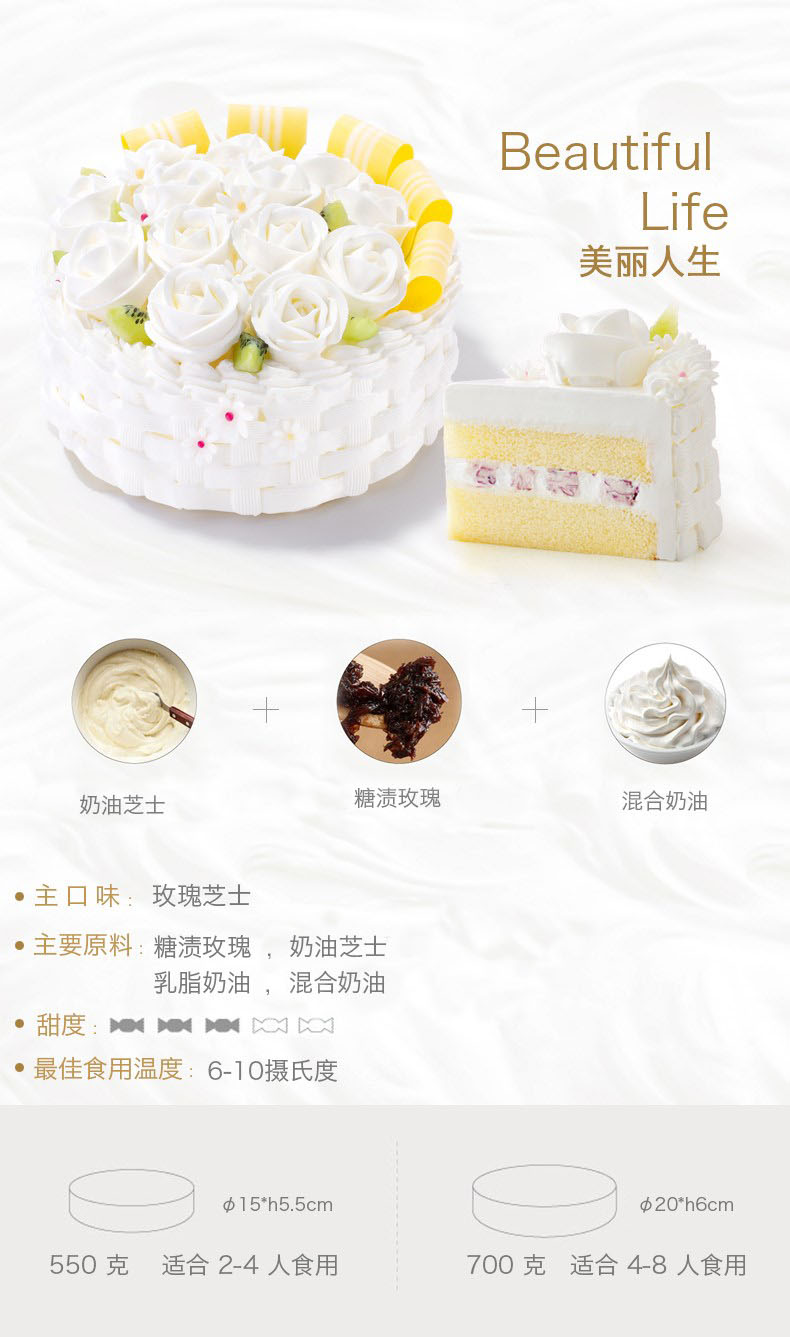 Beautiful
Life
美丽人生
奶油芝士
糖渍玫瑰
混合奶油
主口味： 玫瑰芝士
主要原料：糖渍玫瑰 ，奶油芝士
乳脂奶油 ，混合奶油
甜度：
最佳食用温度：6-10摄氏度
φ15*h5.5cm
550 克 适合 2-4 人食用
φ20*h6cm
700 克 适合 4-8 人食用